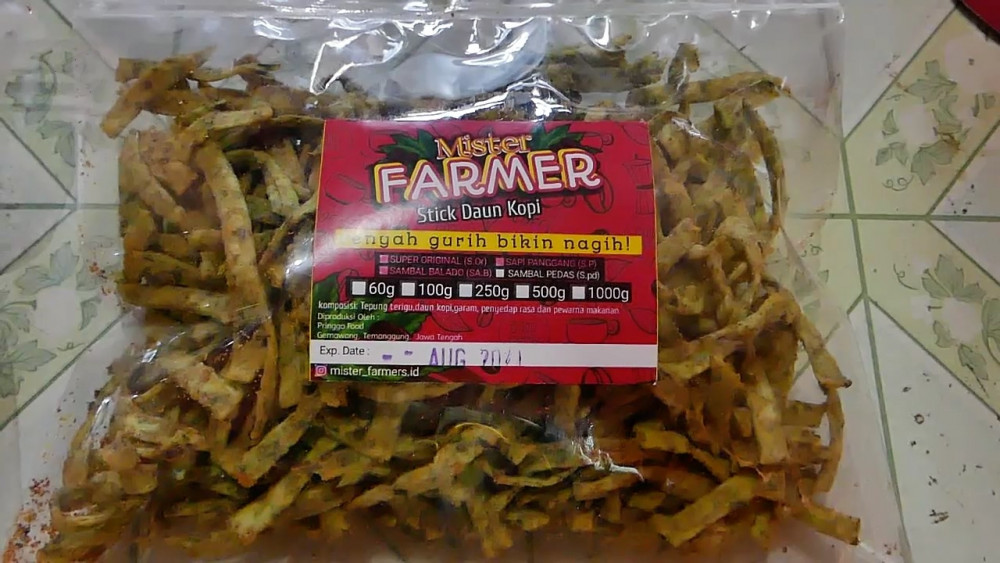 Mister
FARMER
Stick Daun Kopi
engah gurih bikin nagih!
SUPER ORIGINAL (S.Or) SAPI PANGGANG (S.P)
SAMBAL BALADO (SA.B) SAMBAL PEDAS (S.pd)
60g 100g 250g 500g 1000g
komposisi: Tepung terigu,daun kopi,garam, penyedap rasa dan pewarna makanan
Diproduksi Oleh :
Pringgo Food
Gemawang, Temanggung, Jawa Tengah
Exp. Date : AUG
mister_farmers.id